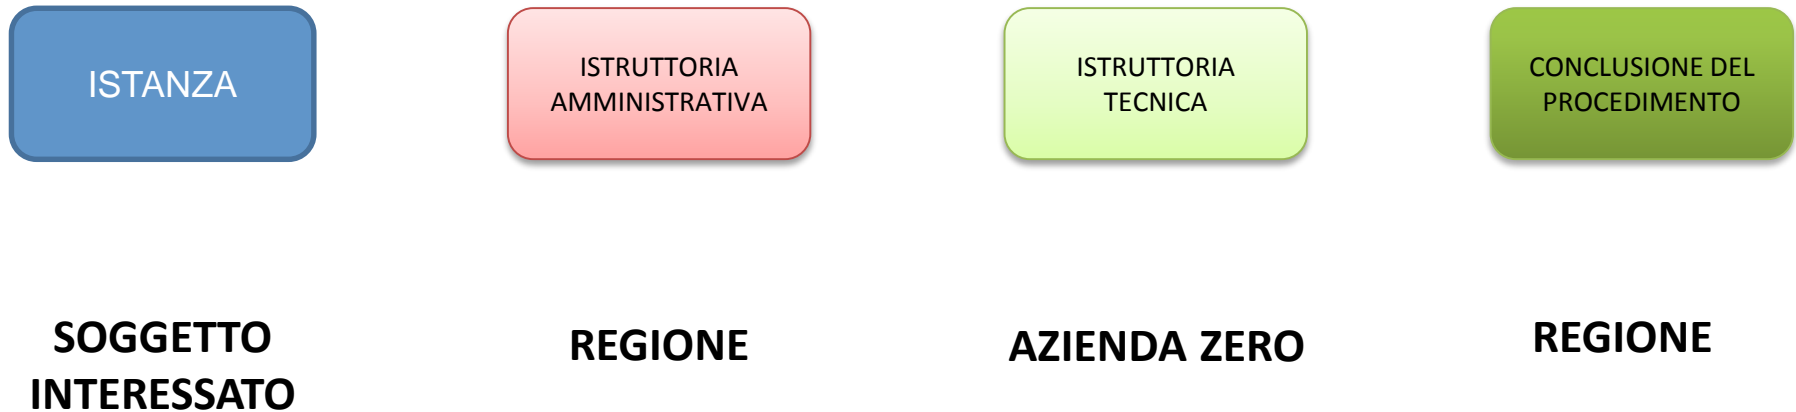 ISTANZA
ISTRUTTORIA
AMMINISTRATIVA
ISTRUTTORIA
TECNICA
CONCLUSIONE DEL
PROCEDIMENTO
SOGGETTO
INTERESSATO
REGIONE
AZIENDA ZERO
REGIONE